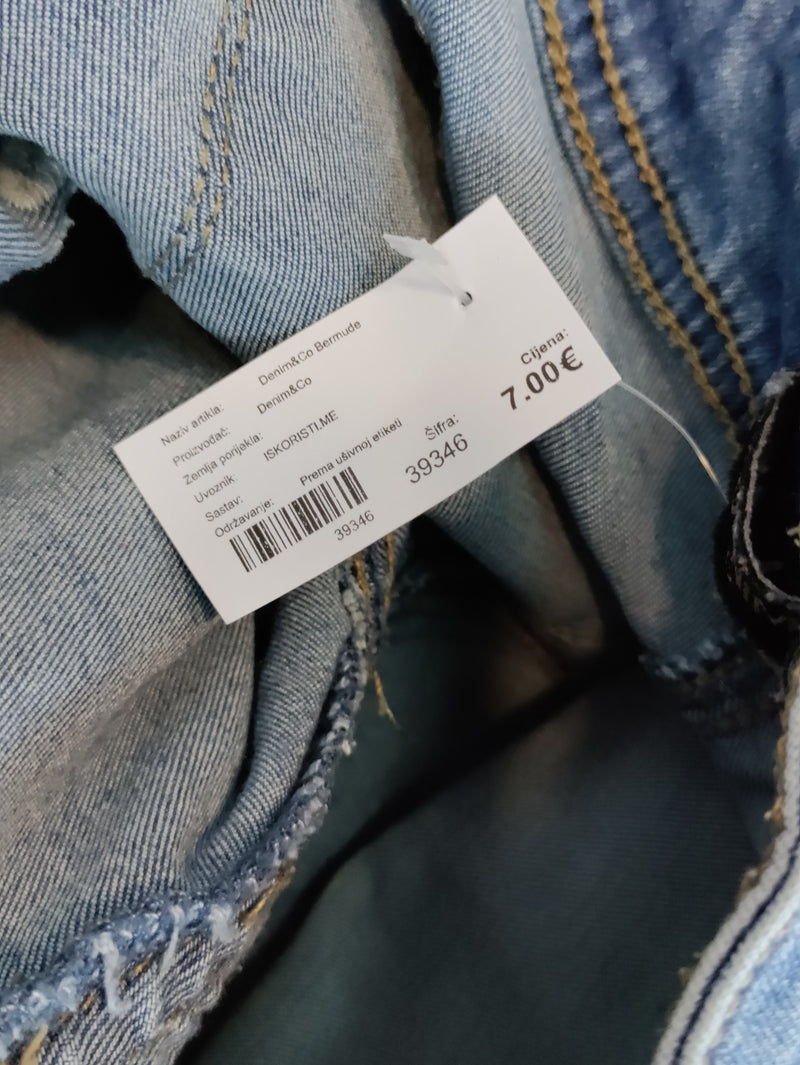 Naziv artikla: Denim&Co Bermude
Proizvođač: Denim&Co
Zemlja porijekla:
Uvoznik: ISKORISTI.ME
Sastav:
Održavanje: Prema ušivnoj etiketi
39346
Šifra:
39346
Cijena:
7.00€